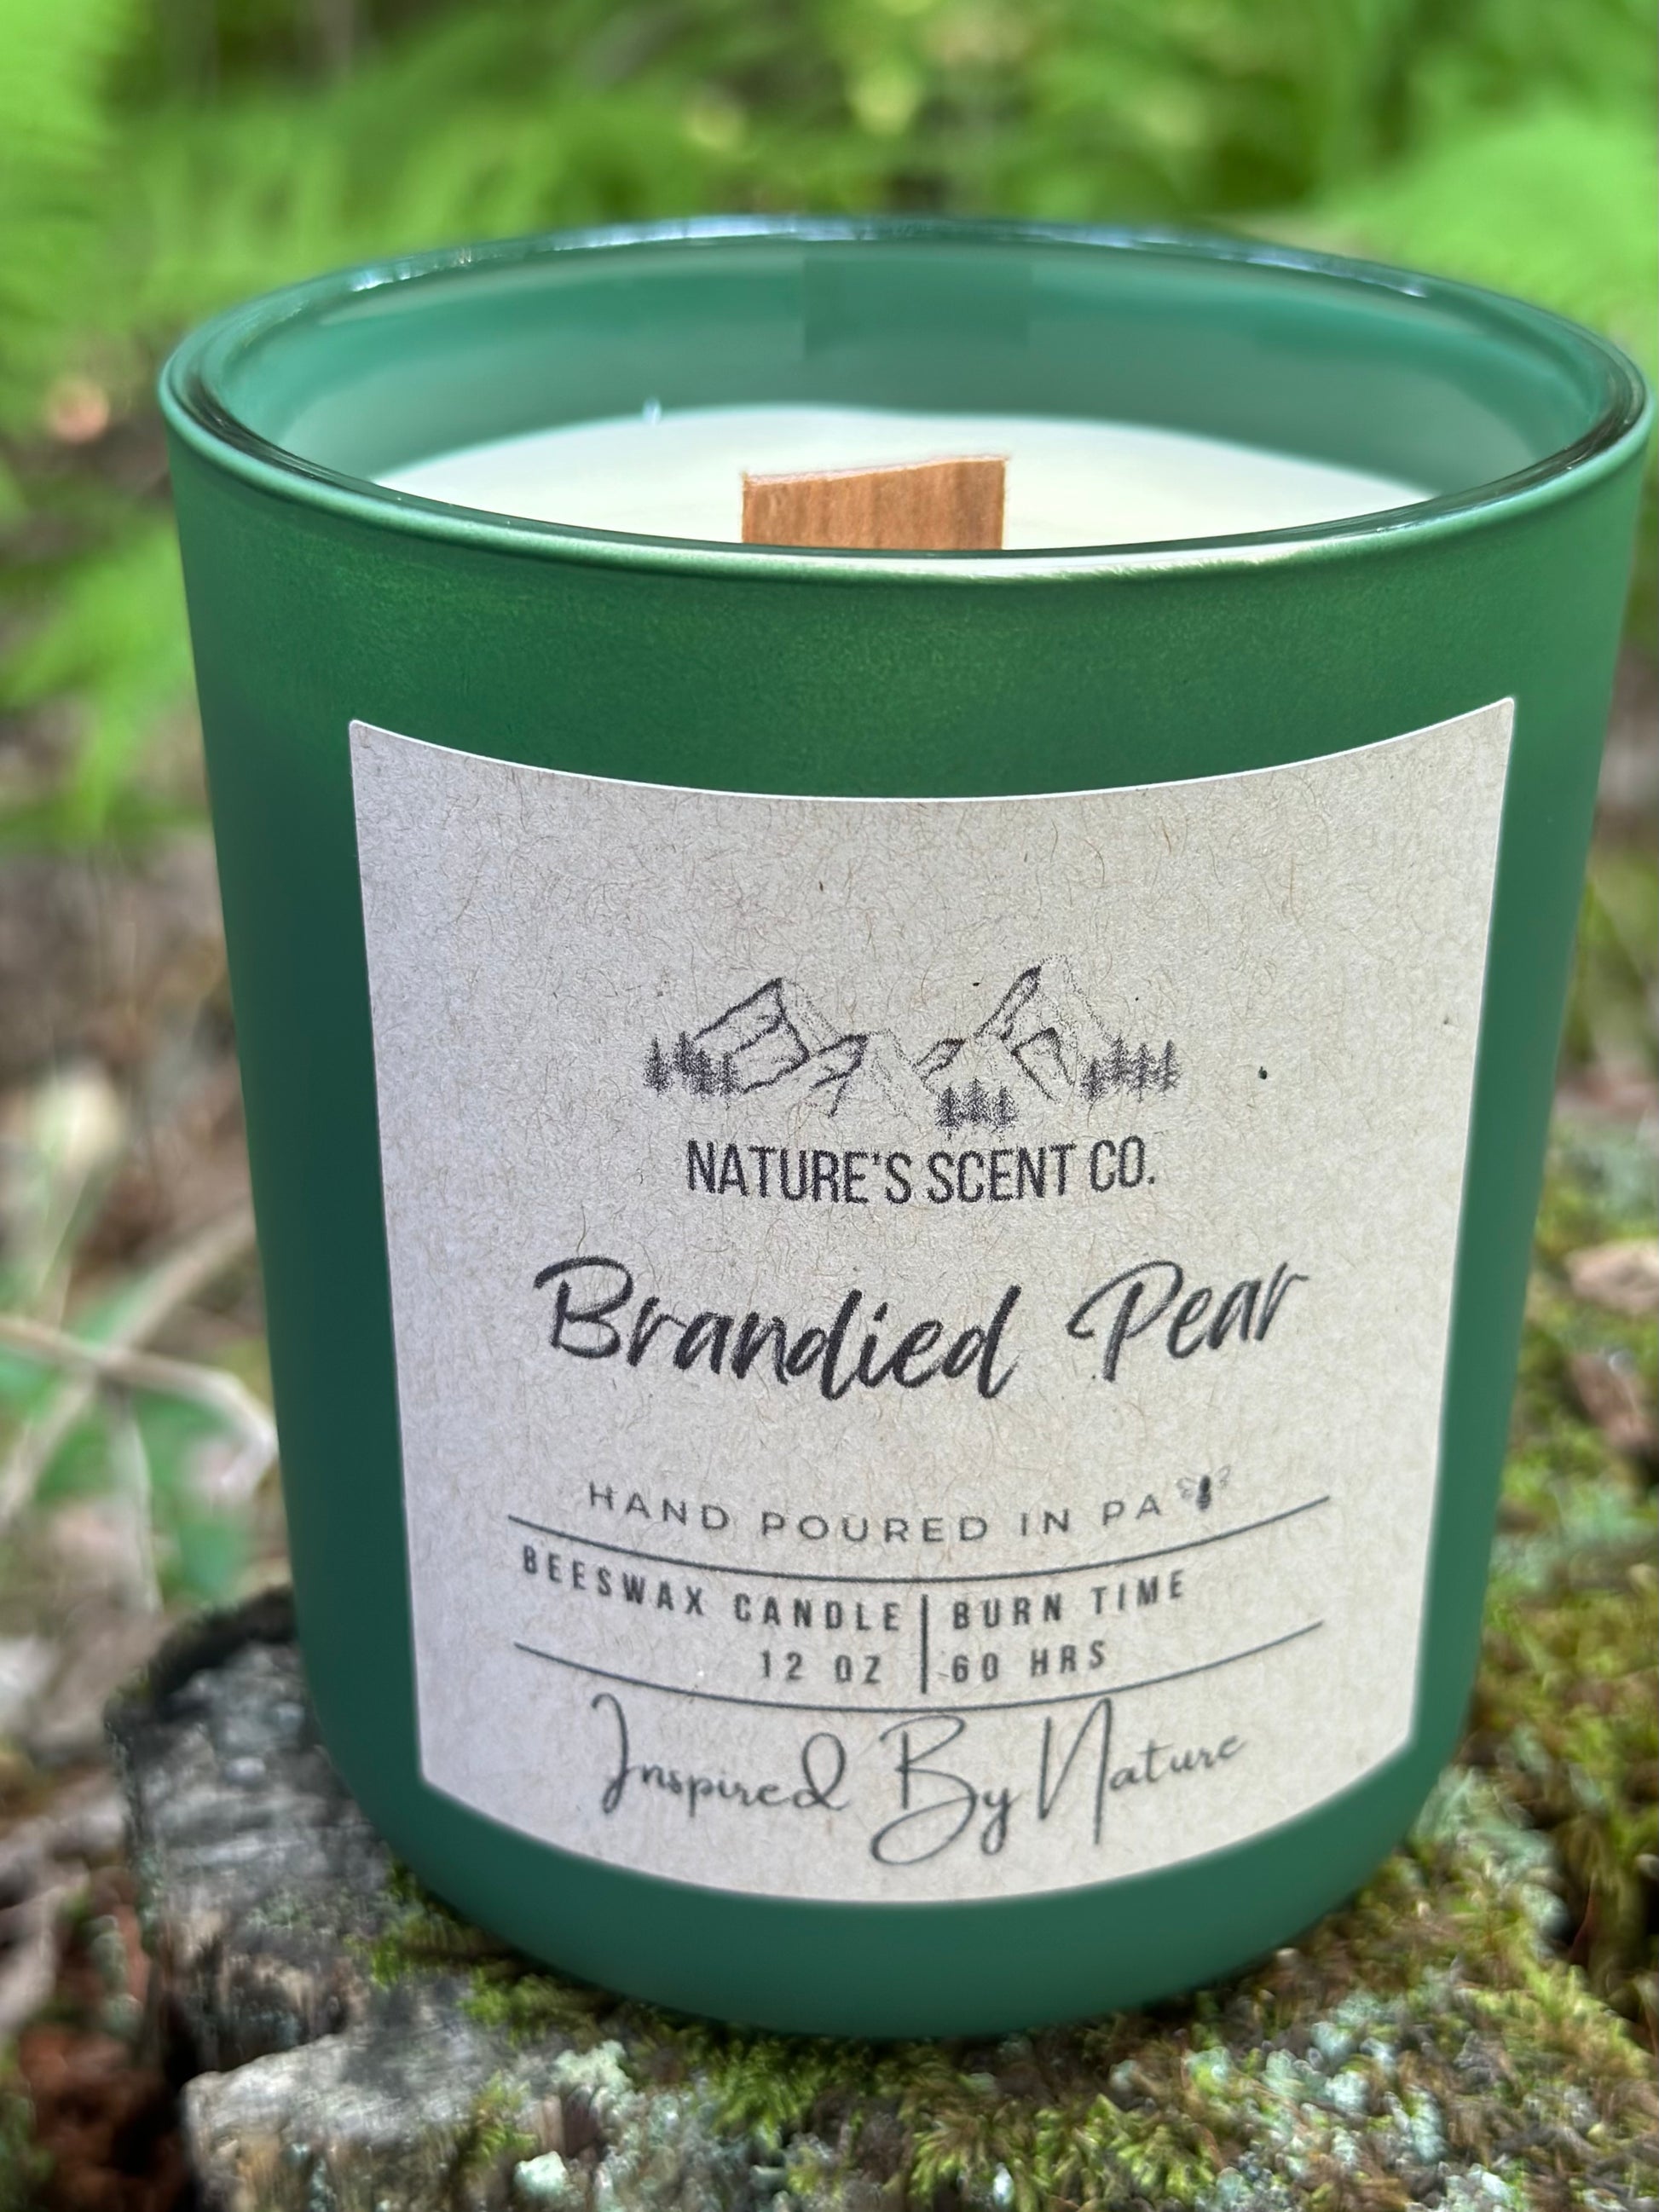 NATURE'S SCENT CO.
Brandied Pear
HAND POURED IN PA
BEESWAX CANDLE | BURN TIME
12 OZ | 60 HRS
Inspired By Nature